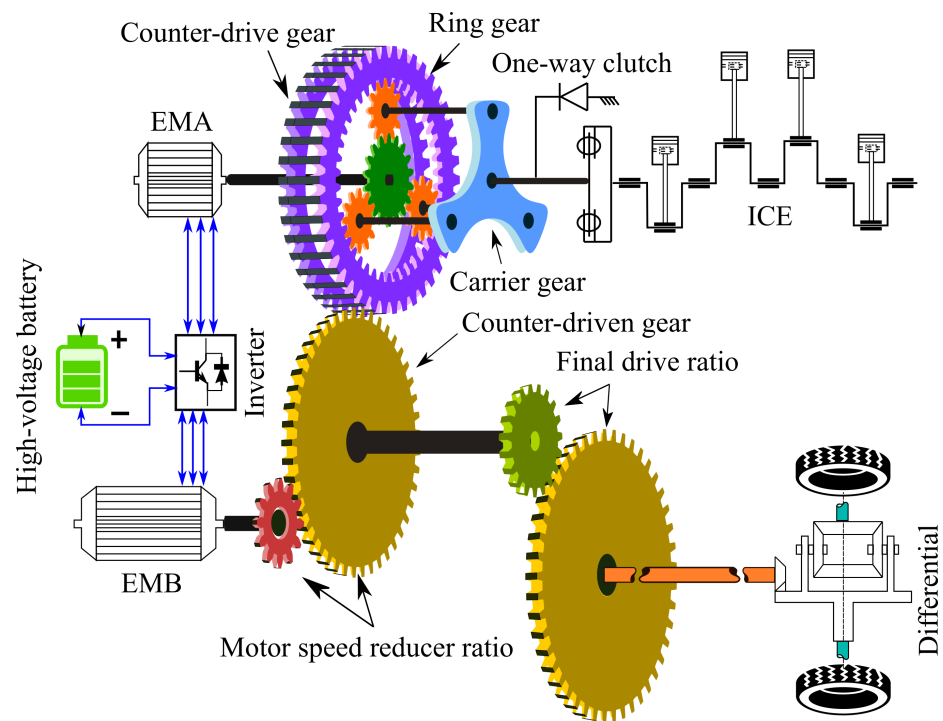 Ring gear
Counter-drive gear
One-way clutch
EMA
ICE
Carrier gear
High-voltage battery
+
−
Inverter
Counter-driven gear
Final drive ratio
EMB
Motor speed reducer ratio
Differential